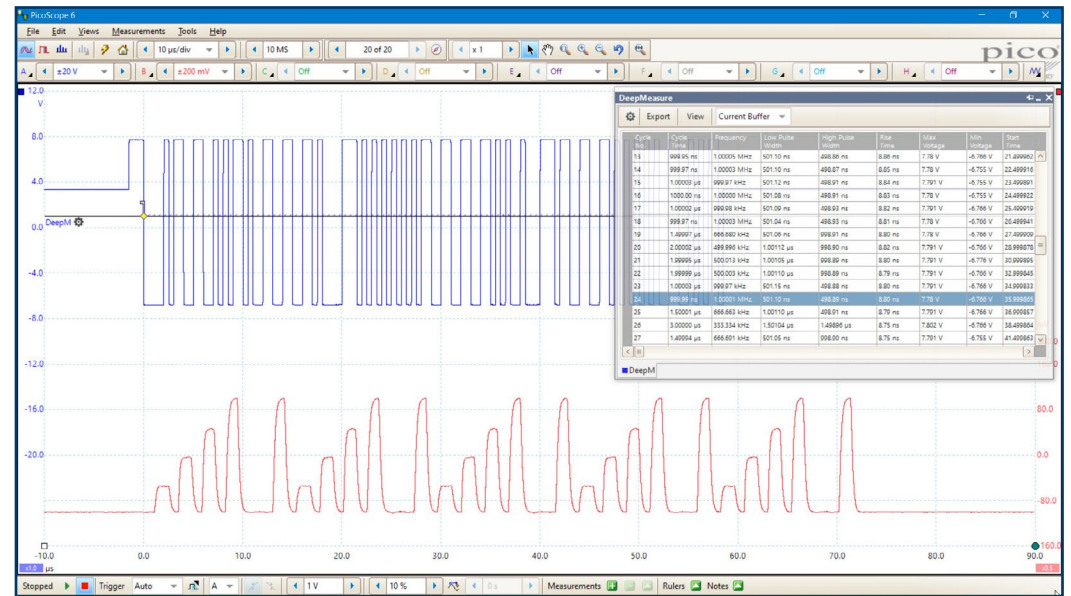 PicoScope 6
File Edit Views Measurements Tools Help
10 µs/div 10 MS 20 of 20 x 1
pico
A ±20 V B ±200 mV C Off D Off E Off F Off G Off H Off
12.0
V
8.0
4.0
0.0
-4.0
-8.0
-12.0
-16.0
-20.0
DeepM
DeepMeasure
Export View Current Buffer
Cycle No. Cycle Time Frequency Low Pulse Width High Pulse Width Rise Time Max Voltage Min Voltage Start Time
13 999.95 ns 1.00005 MHz 501.10 ns 498.86 ns 8.86 ns 7.78 V -6.766 V 21.499962
14 999.97 ns 1.00003 MHz 501.10 ns 498.87 ns 8.85 ns 7.78 V -6.755 V 22.499916
15 1.00003 µs 999.97 kHz 501.12 ns 498.91 ns 8.84 ns 7.791 V -6.755 V 23.499891
16 1000.00 ns 1.00000 MHz 501.08 ns 498.91 ns 8.83 ns 7.78 V -6.755 V 24.499922
17 1.00002 µs 999.98 kHz 501.09 ns 498.93 ns 8.82 ns 7.791 V -6.766 V 25.499919
18 999.97 ns 1.00003 MHz 501.04 ns 498.93 ns 8.81 ns 7.78 V -6.766 V 26.499941
19 1.49997 µs 666.680 kHz 501.06 ns 998.91 ns 8.80 ns 7.78 V -6.766 V 27.499909
20 2.00002 µs 499.996 kHz 1.00112 µs 998.90 ns 8.82 ns 7.791 V -6.766 V 28.999878
21 1.99995 µs 500.013 kHz 1.00105 µs 998.89 ns 8.80 ns 7.791 V -6.776 V 30.999895
22 1.99999 µs 500.003 kHz 1.00110 µs 998.89 ns 8.79 ns 7.791 V -6.766 V 32.999845
23 1.00003 µs 999.97 kHz 501.15 ns 498.88 ns 8.80 ns 7.791 V -6.766 V 34.999833
24 999.99 ns 1.00001 MHz 501.10 ns 498.89 ns 8.80 ns 7.78 V -6.766 V 35.999865
25 1.50001 µs 666.663 kHz 1.00110 µs 498.91 ns 8.79 ns 7.791 V -6.766 V 36.999857
26 3.00000 µs 333.334 kHz 1.50104 µs 1.49896 µs 8.75 ns 7.802 V -6.766 V 38.499864
27 1.49994 µs 666.691 kHz 501.05 ns 998.90 ns 8.75 ns 7.791 V -6.755 V 41.499863
DeepM
80.0
0.0
-80.0
-160.0
-10.0 0.0 10.0 20.0 30.0 40.0 50.0 60.0 70.0 80.0 90.0
x1.0 µs
Stopped Trigger Auto A 1 V 10 % 0 s Measurements Rulers Notes